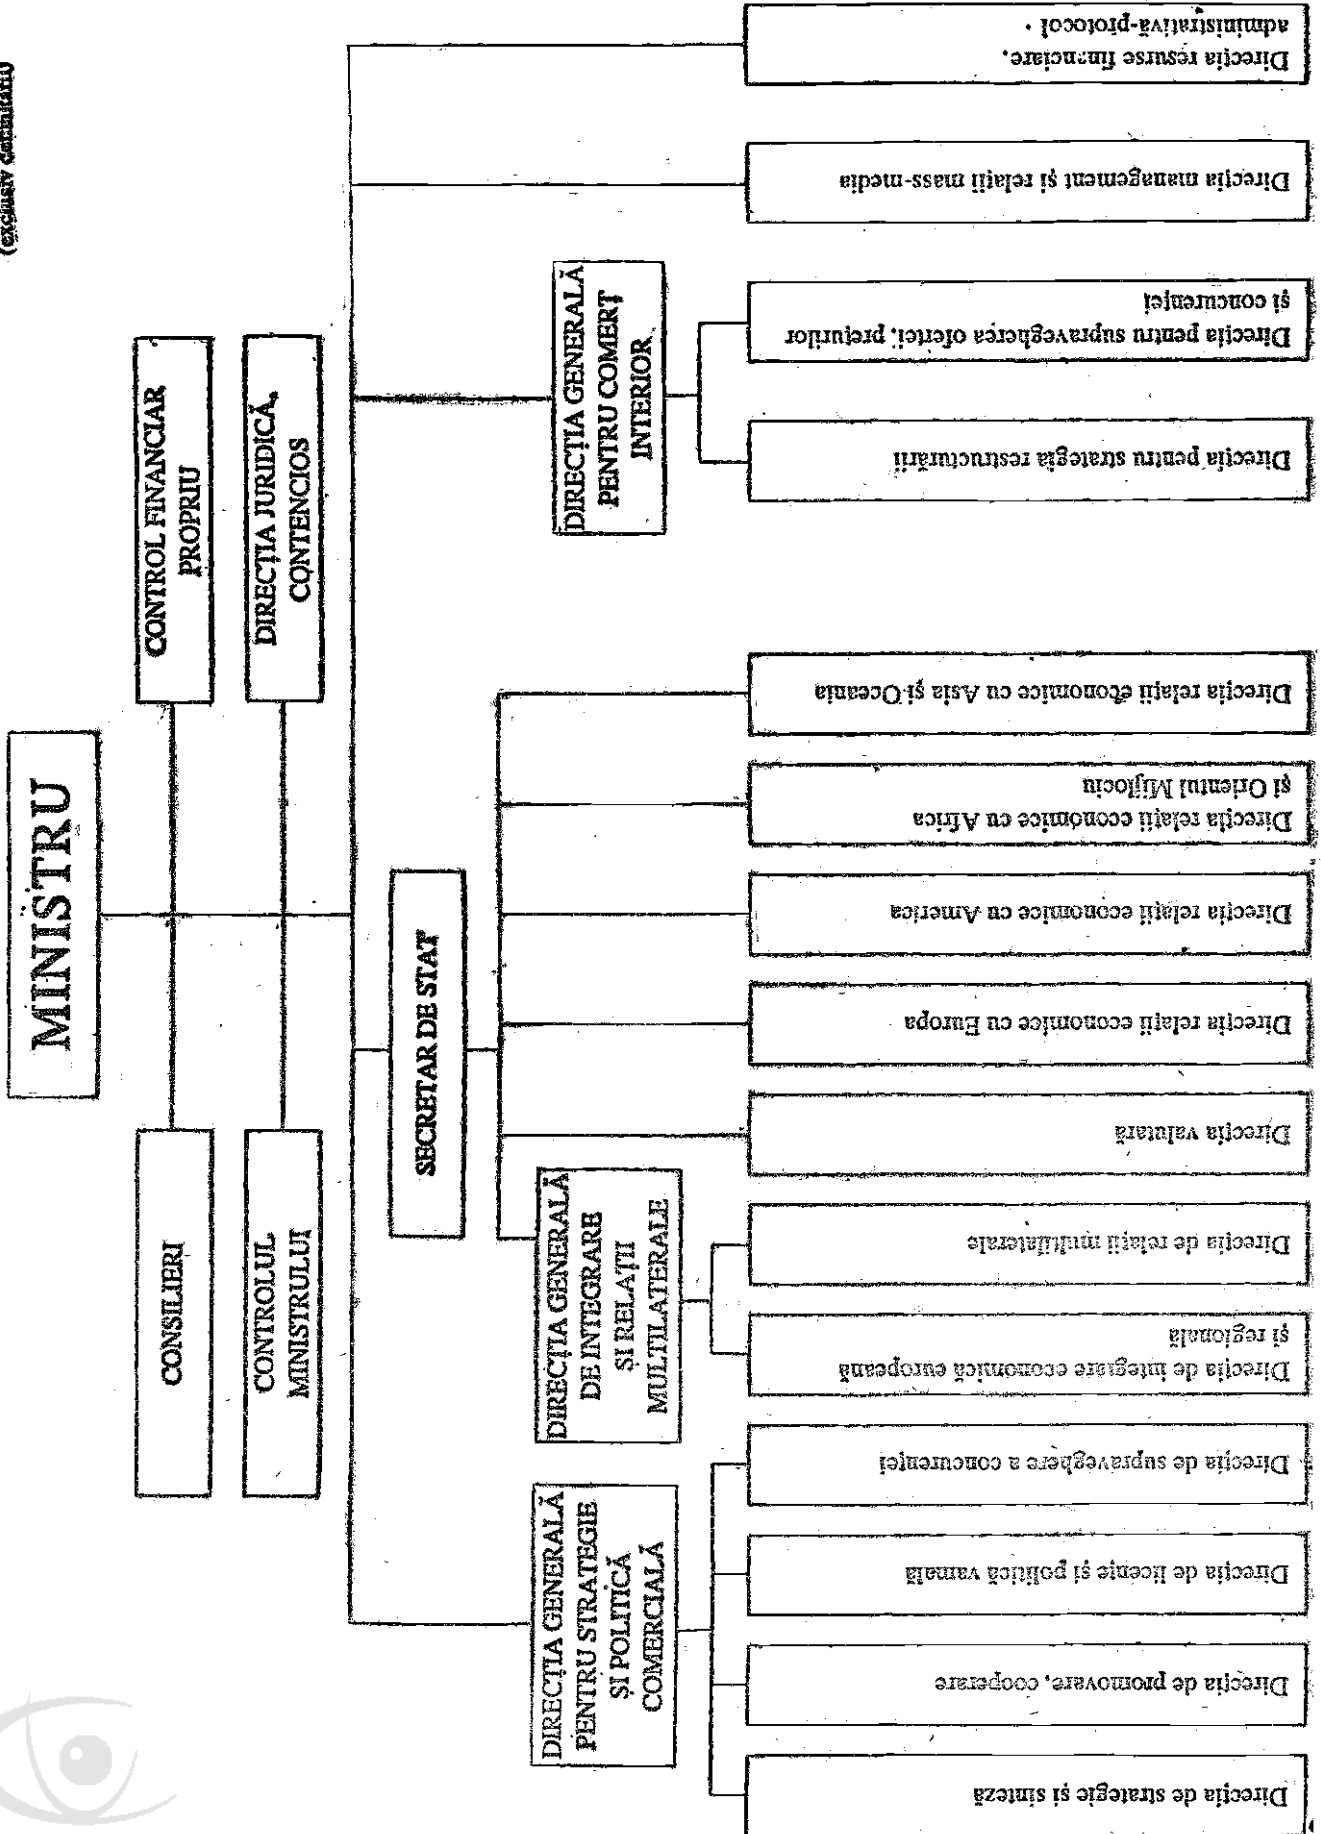 (exclusiv demnitarii)
MINISTRU
CONSILIERI
CONTROL FINANCIAR
PROPRIU
CONTROLUL
MINISTRULUI
DIRECȚIA JURIDICĂ,
CONTENCIOS
SECRETAR DE STAT
DIRECȚIA GENERALĂ
PENTRU STRATEGIE
ȘI POLITICĂ
COMERCIALĂ
DIRECȚIA GENERALĂ
DE INTEGRARE
ȘI RELAȚII
MULTILATERALE
DIRECȚIA GENERALĂ
PENTRU COMERȚ
INTERIOR
Direcția de strategie și sinteză
Direcția de promovare, cooperare
Direcția de licențe și politică vamală
Direcția de supraveghere a concurenței
Direcția de integrare economică europeană
și regională
Direcția de relații multilaterale
Direcția valutară
Direcția relații economice cu Europa
Direcția relații economice cu America
Direcția relații economice cu Africa
și Orientul Mijlociu
Direcția relații economice cu Asia și Oceania
Direcția pentru strategia restructurării
Direcția pentru supravegherea ofertei, prețurilor
și concurenței
Direcția management și relații mass-media
Direcția resurse financiare,
administrativă-protocol